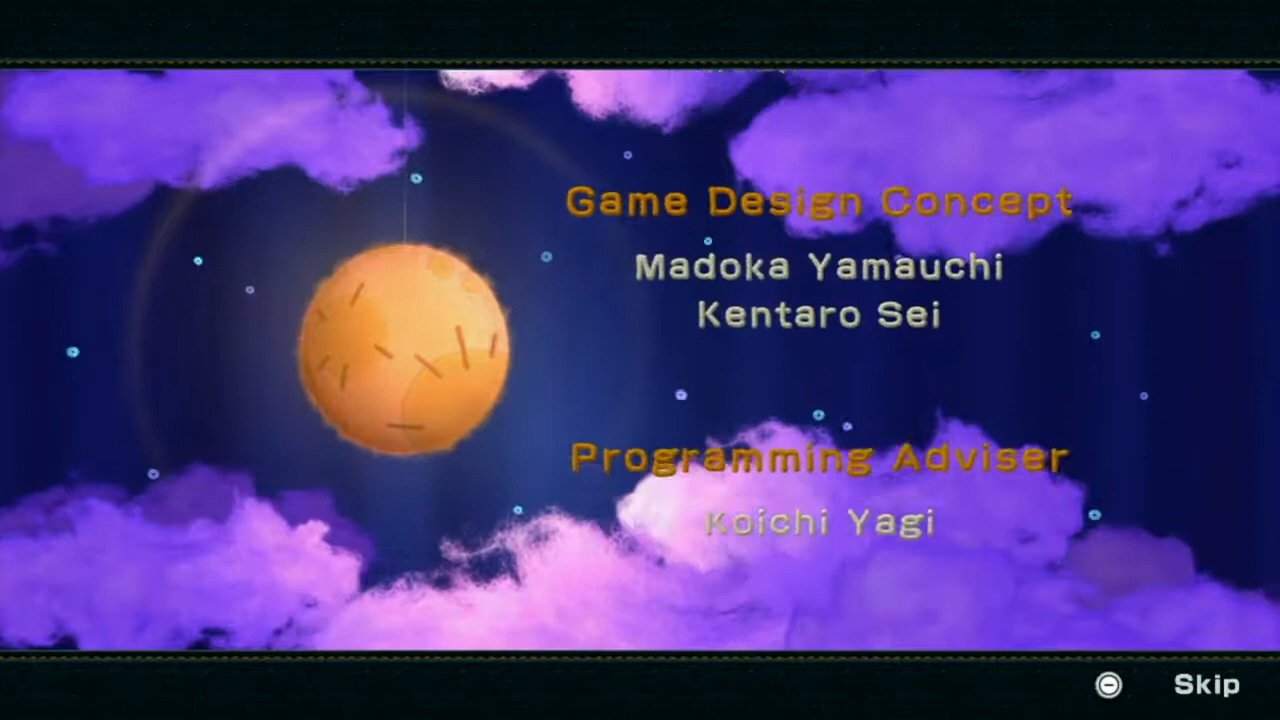 Game Design Concept
Madoka Yamauchi
Kentaro Sei
Programming Adviser
Koichi Yagi
Skip